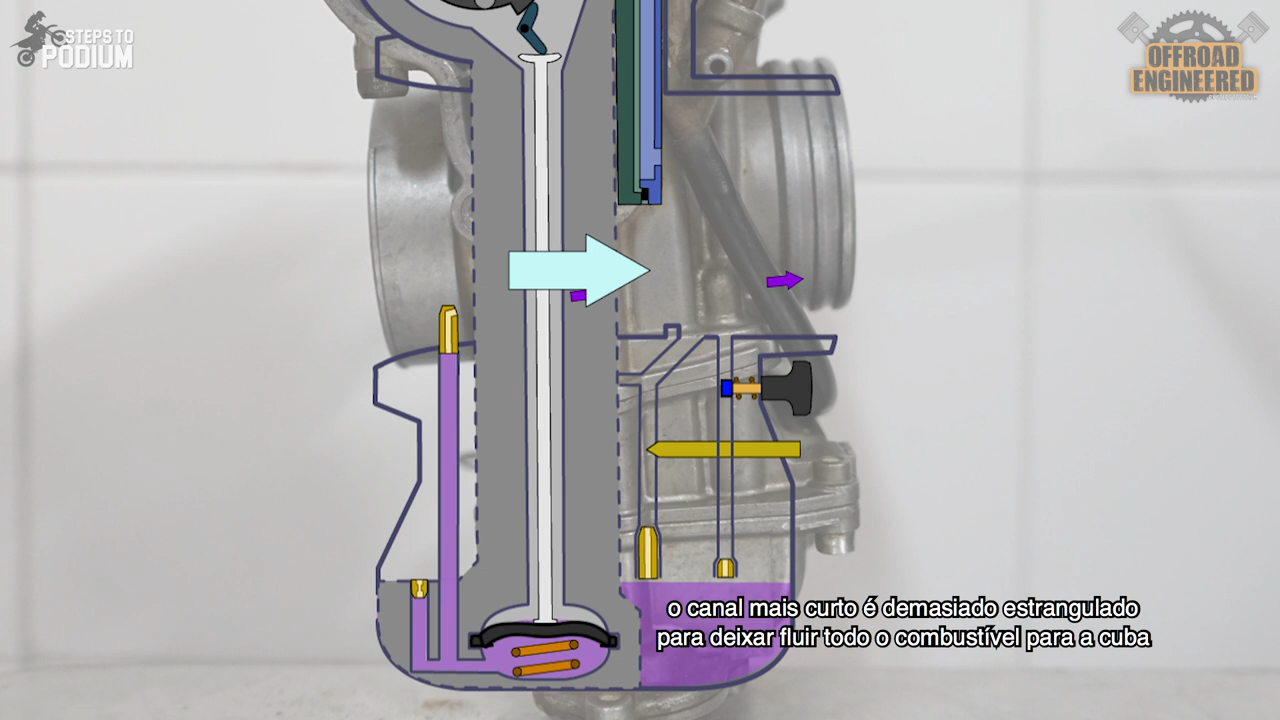 STEPS TO
PODIUM
OFFROAD
ENGINEERED
o canal mais curto é demasiado estrangulado
para deixar fluir todo o combustível para a cuba